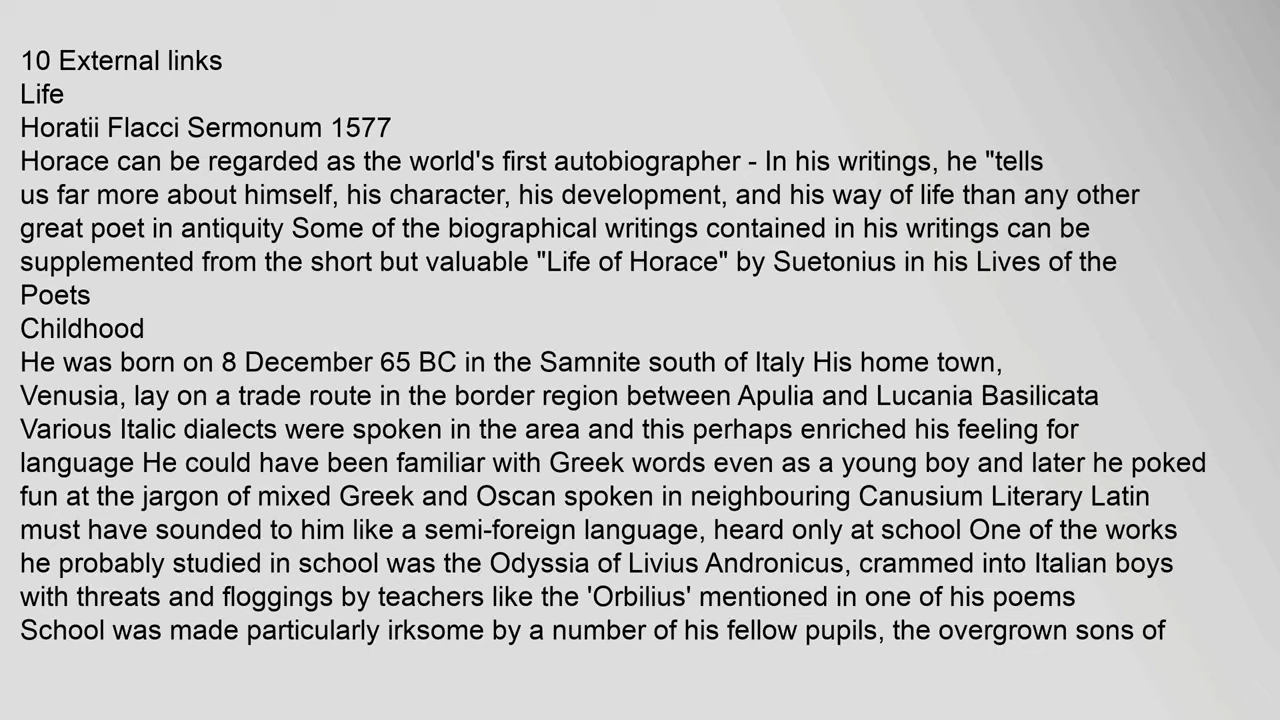 10 External links
Life
Horatii Flacci Sermonum 1577
Horace can be regarded as the world's first autobiographer - In his writings, he "tells
us far more about himself, his character, his development, and his way of life than any other
great poet in antiquity Some of the biographical writings contained in his writings can be
supplemented from the short but valuable "Life of Horace" by Suetonius in his Lives of the
Poets
Childhood
He was born on 8 December 65 BC in the Samnite south of Italy His home town,
Venusia, lay on a trade route in the border region between Apulia and Lucania Basilicata
Various Italic dialects were spoken in the area and this perhaps enriched his feeling for
language He could have been familiar with Greek words even as a young boy and later he poked
fun at the jargon of mixed Greek and Oscan spoken in neighbouring Canusium Literary Latin
must have sounded to him like a semi-foreign language, heard only at school One of the works
he probably studied in school was the Odyssia of Livius Andronicus, crammed into Italian boys
with threats and floggings by teachers like the 'Orbilius' mentioned in one of his poems
School was made particularly irksome by a number of his fellow pupils, the overgrown sons of